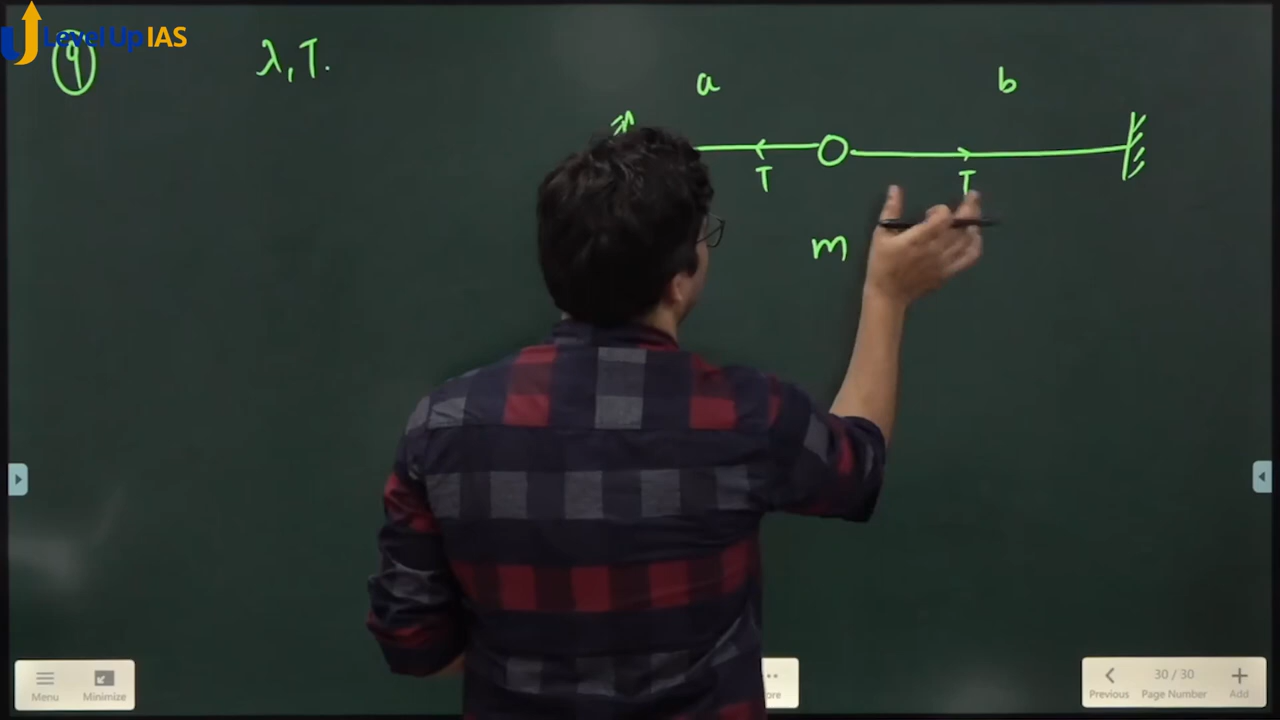 Level Up IAS
9
λ, T.
a
b
T
T
m
Menu
Minimize
Previous
30 / 30
Page Number
Add